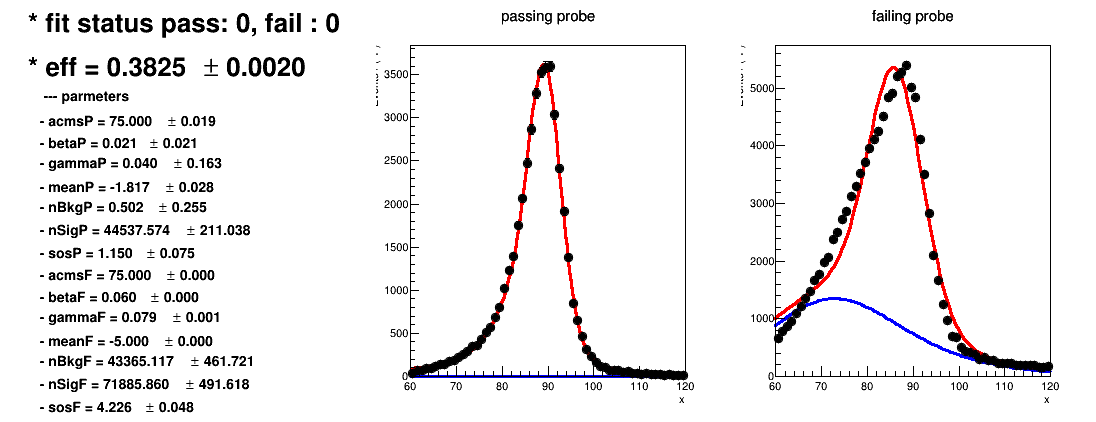 * fit status pass: 0, fail : 0
* eff = 0.3825 ± 0.0020
--- parmeters
- acmsP = 75.000 ± 0.019
- betaP = 0.021 ± 0.021
- gammaP = 0.040 ± 0.163
- meanP = -1.817 ± 0.028
- nBkgP = 0.502 ± 0.255
- nSigP = 44537.574 ± 211.038
- sosP = 1.150 ± 0.075
- acmsF = 75.000 ± 0.000
- betaF = 0.060 ± 0.000
- gammaF = 0.079 ± 0.001
- meanF = -5.000 ± 0.000
- nBkgF = 43365.117 ± 461.721
- nSigF = 71885.860 ± 491.618
- sosF = 4.226 ± 0.048
passing probe
3500
3000
2500
2000
1500
1000
500
0
60 70 80 90 100 110 120
x
failing probe
5000
4000
3000
2000
1000
0
60 70 80 90 100 110 120
x